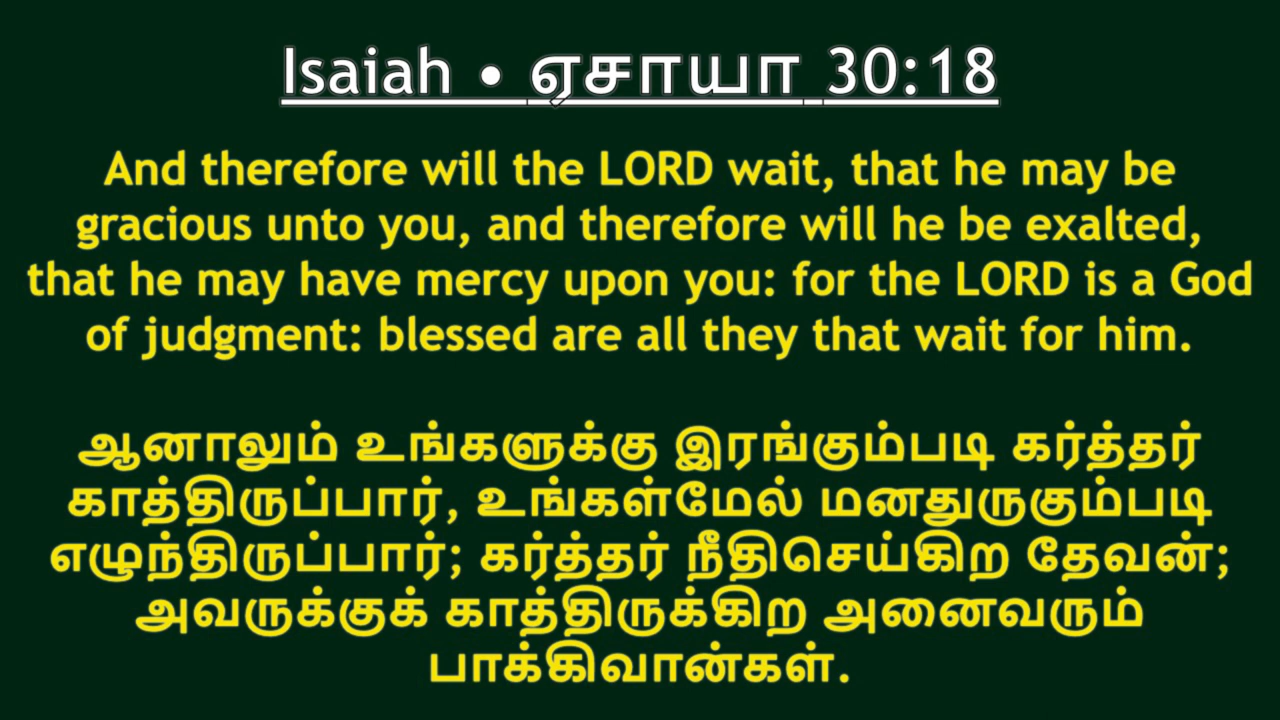 Isaiah • ஏசாயா 30:18
And therefore will the LORD wait, that he may be
gracious unto you, and therefore will he be exalted,
that he may have mercy upon you: for the LORD is a God
of judgment: blessed are all they that wait for him.
ஆனாலும் உங்களுக்கு இரங்கும்படி கர்த்தர்
காத்திருப்பார், உங்கள்மேல் மனதுருகும்படி
எழுந்திருப்பார்; கர்த்தர் நீதிசெய்கிற தேவன்;
அவருக்குக் காத்திருக்கிற அனைவரும்
பாக்கிவான்கள்.